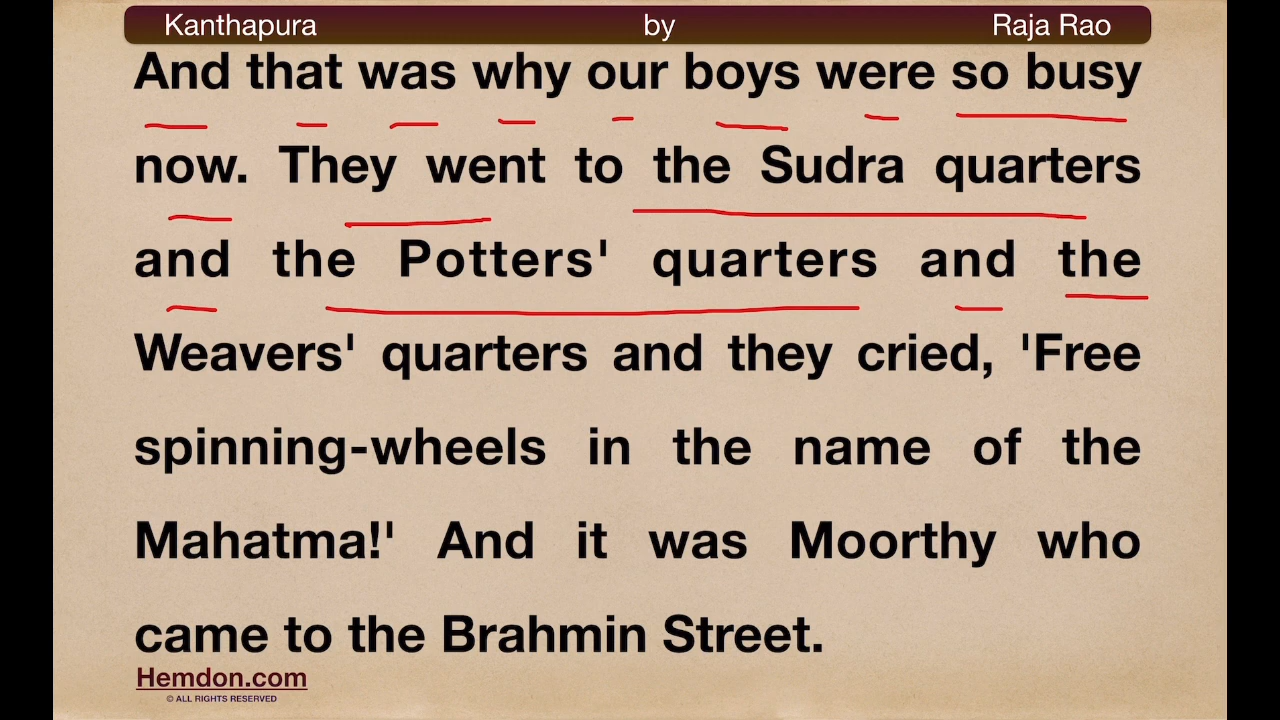 Kanthapura by Raja Rao
And that was why our boys were so busy
now. They went to the Sudra quarters
and the Potters' quarters and the
Weavers' quarters and they cried, 'Free
spinning-wheels in the name of the
Mahatma!' And it was Moorthy who
came to the Brahmin Street.
Hemdon.com
© ALL RIGHTS RESERVED